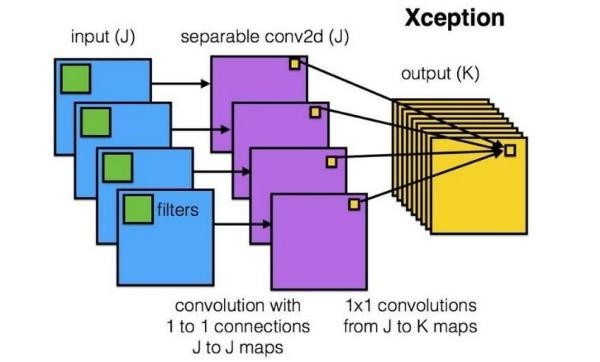 Xception
input (J)
separable conv2d (J)
output (K)
filters
convolution with
1 to 1 connections
J to J maps
1x1 convolutions
from J to K maps